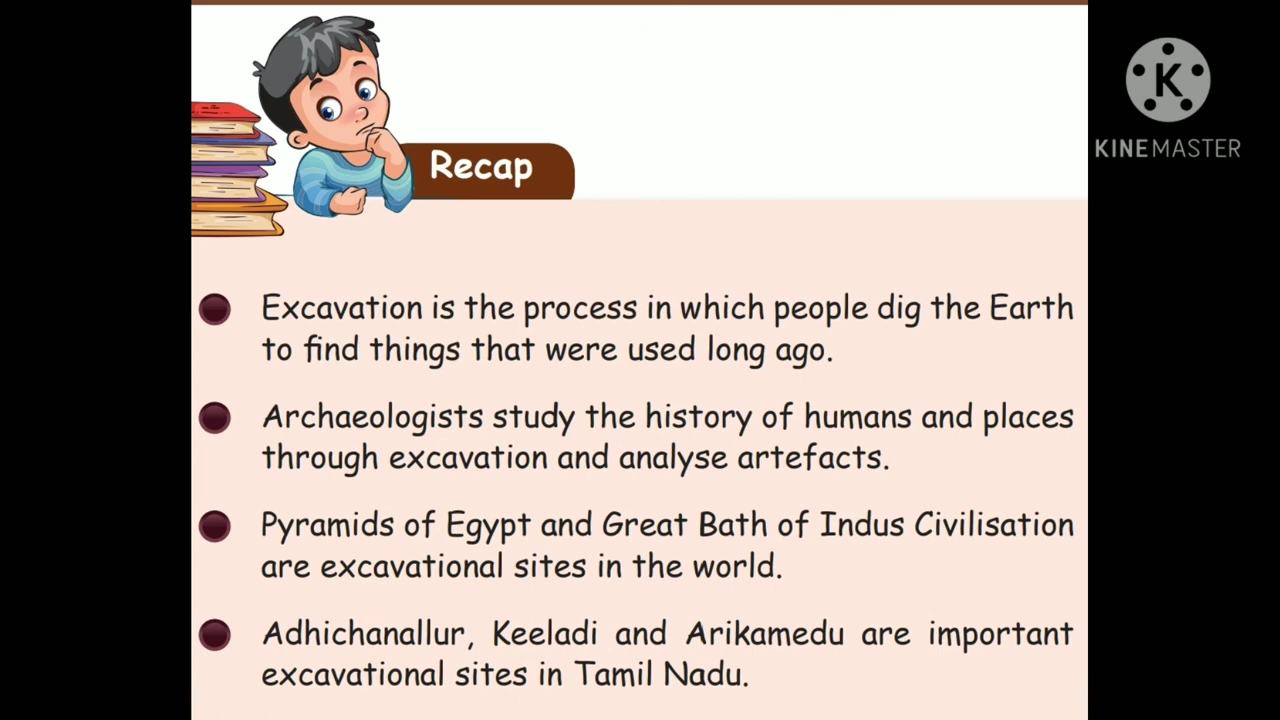 Recap
K
KINEMASTER
Excavation is the process in which people dig the Earth
to find things that were used long ago.
Archaeologists study the history of humans and places
through excavation and analyse artefacts.
Pyramids of Egypt and Great Bath of Indus Civilisation
are excavational sites in the world.
Adhichanallur, Keeladi and Arikamedu are important
excavational sites in Tamil Nadu.